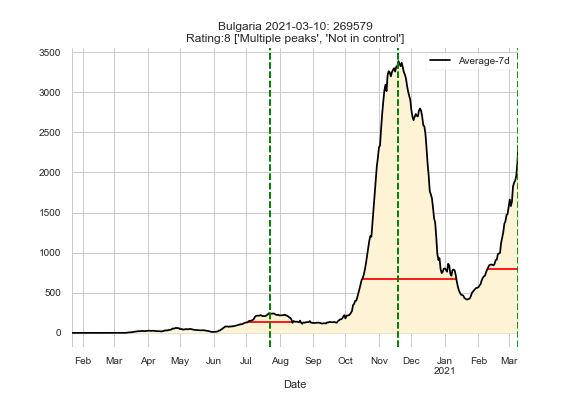 Bulgaria 2021-03-10: 269579
Rating:8 ['Multiple peaks', 'Not in control']
Average-7d
3500
3000
2500
2000
1500
1000
500
0
Feb Mar Apr May Jun Jul Aug Sep Oct Nov Dec Jan Feb Mar
2021
Date